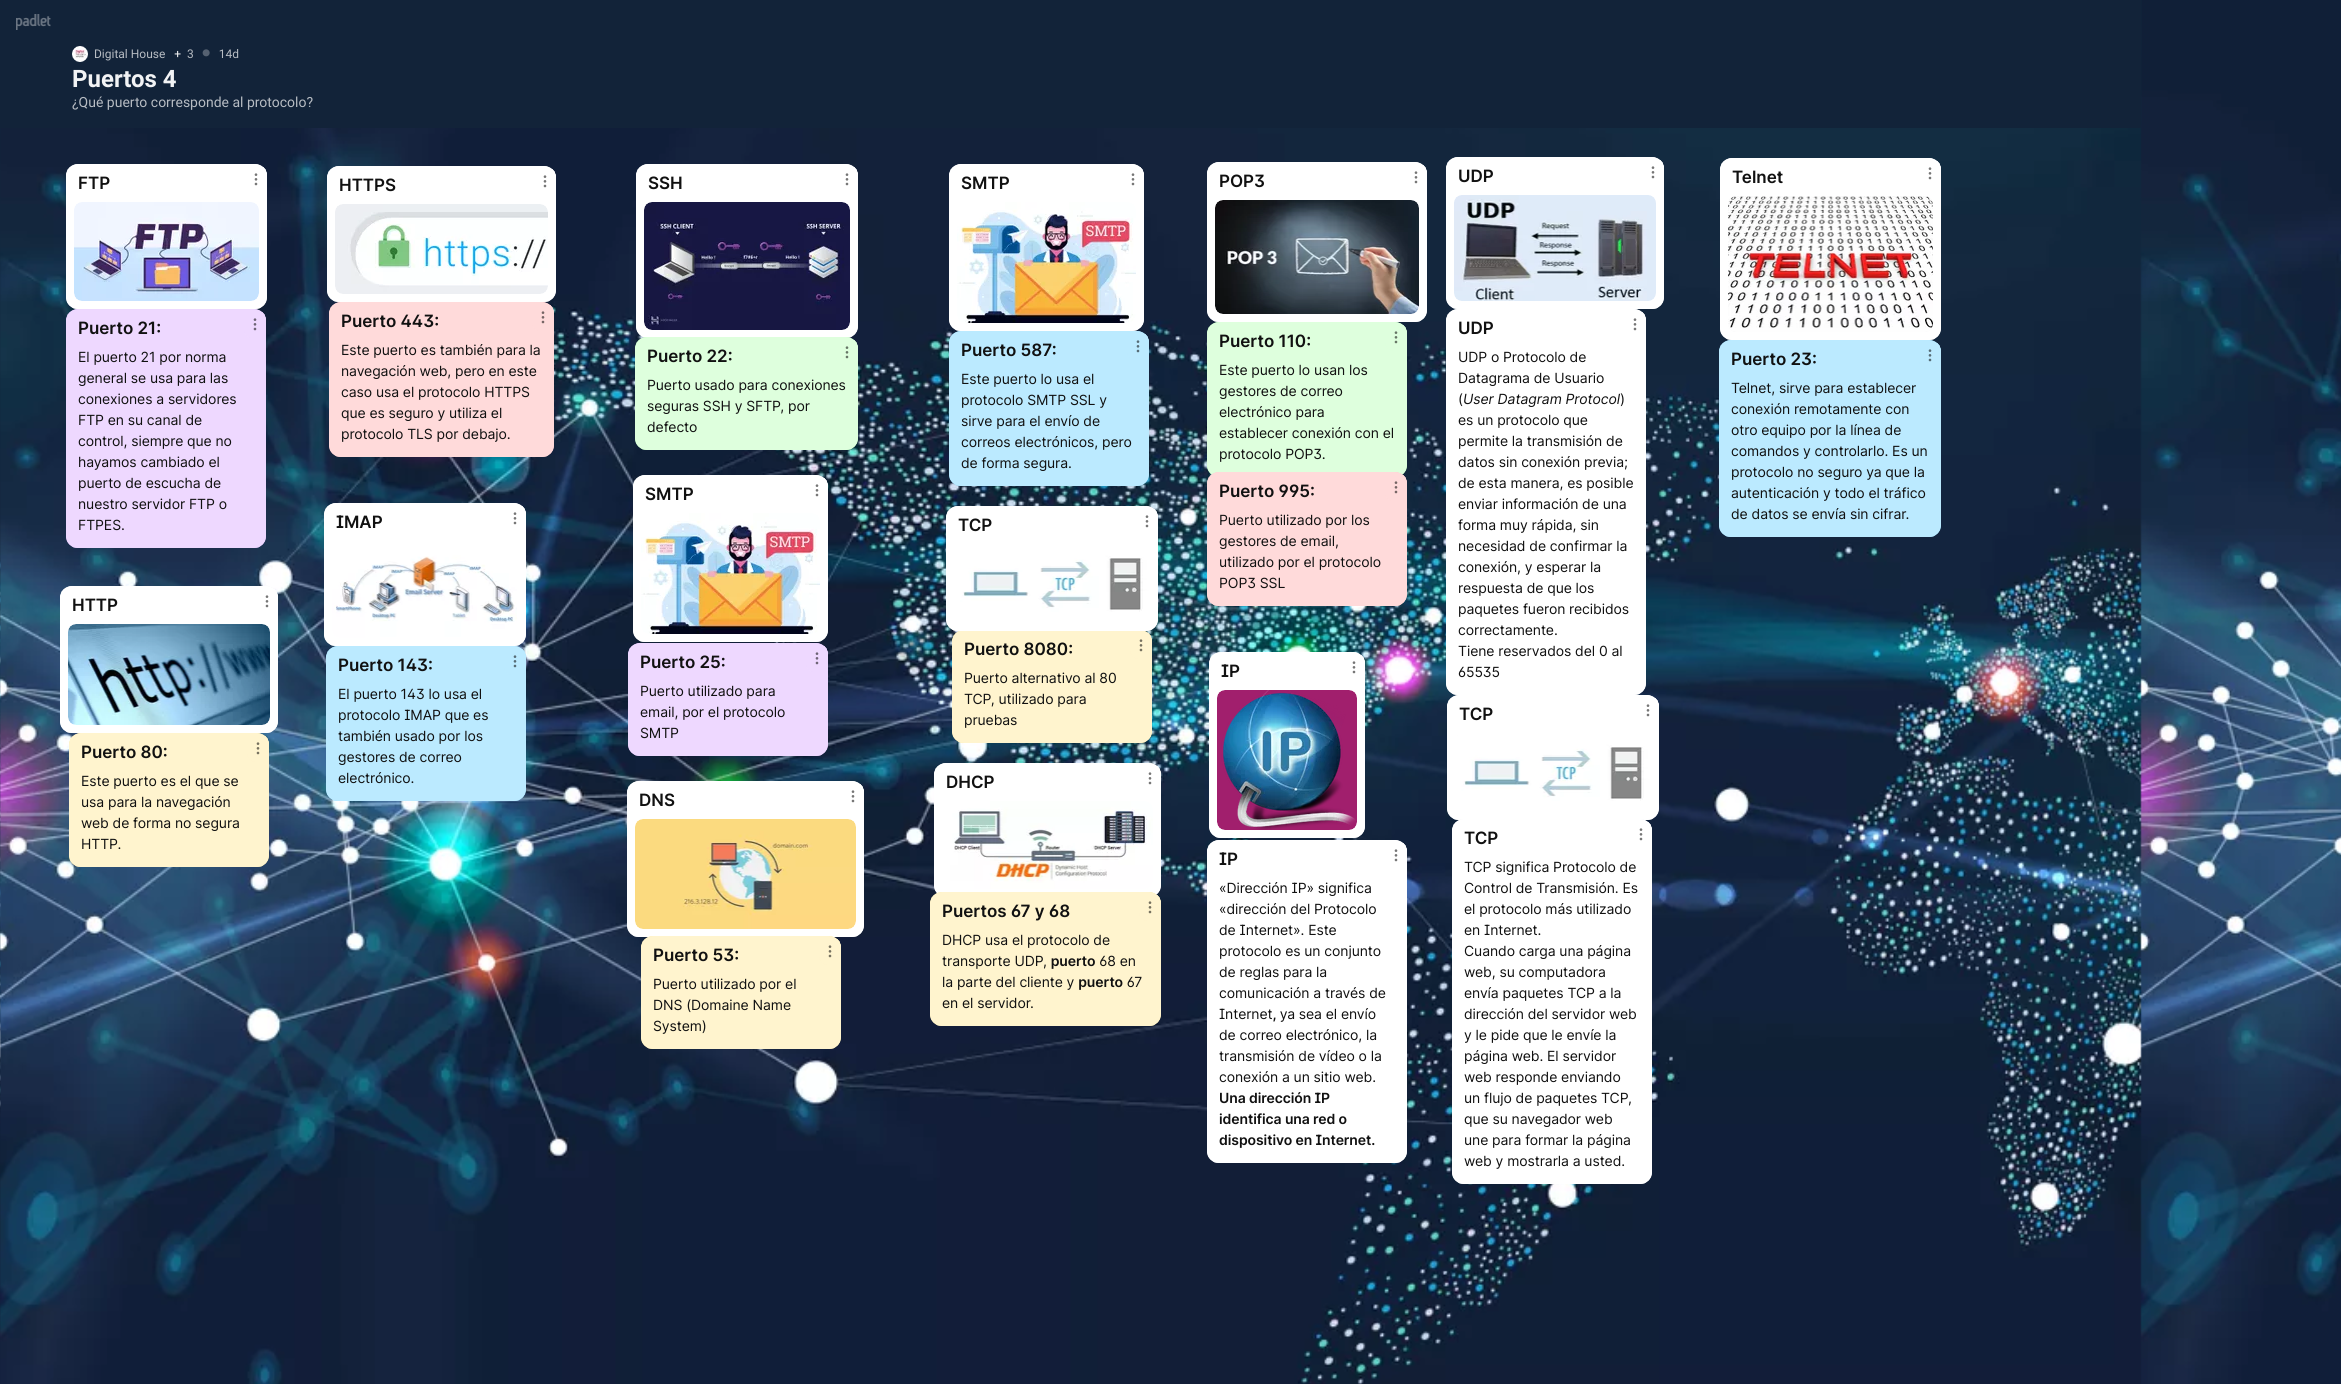 padlet
Digital House + 3 • 14d
Puertos 4
¿Qué puerto corresponde al protocolo?
FTP
FTP
Puerto 21:
El puerto 21 por norma
general se usa para las
conexiones a servidores
FTP en su canal de
control, siempre que no
hayamos cambiado el
puerto de escucha de
nuestro servidor FTP o
FTPES.
HTTP
http://www
Puerto 80:
Este puerto es el que se
usa para la navegación
web de forma no segura
HTTP.
HTTPS
https://
Puerto 443:
Este puerto es también para la
navegación web, pero en este
caso usa el protocolo HTTPS
que es seguro y utiliza el
protocolo TLS por debajo.
IMAP
IMAP
IMAP
IMAP
IMAP
Email Server
Smartphone
Desktop PC
Tablet
Desktop PC
Puerto 143:
El puerto 143 lo usa el
protocolo IMAP que es
también usado por los
gestores de correo
electrónico.
SSH
SSH CLIENT
SSH SERVER
Hello !
Hello !
Puerto 22:
Puerto usado para conexiones
seguras SSH y SFTP, por
defecto
SMTP
SMTP
Puerto 25:
Puerto utilizado para
email, por el protocolo
SMTP
DNS
domain.com
216.3.128.12
Puerto 53:
Puerto utilizado por el
DNS (Domaine Name
System)
SMTP
SMTP
Puerto 587:
Este puerto lo usa el
protocolo SMTP SSL y
sirve para el envío de
correos electrónicos, pero
de forma segura.
TCP
TCP
Puerto 8080:
Puerto alternativo al 80
TCP, utilizado para
pruebas
DHCP
DHCP Client
Router
DHCP Server
DHCP
Dynamic Host
Configuration Protocol
Puertos 67 y 68
DHCP usa el protocolo de
transporte UDP, puerto 68 en
la parte del cliente y puerto 67
en el servidor.
POP3
POP 3
Puerto 110:
Este puerto lo usan los
gestores de correo
electrónico para
establecer conexión con el
protocolo POP3.
Puerto 995:
Puerto utilizado por los
gestores de email,
utilizado por el protocolo
POP3 SSL
IP
IP
IP
«Dirección IP» significa
«dirección del Protocolo
de Internet». Este
protocolo es un conjunto
de reglas para la
comunicación a través de
Internet, ya sea el envío
de correo electrónico, la
transmisión de vídeo o la
conexión a un sitio web.
Una dirección IP
identifica una red o
dispositivo en Internet.
UDP
UDP
Request
Response
Response
Client
Server
UDP
UDP o Protocolo de
Datagrama de Usuario
(User Datagram Protocol)
es un protocolo que
permite la transmisión de
datos sin conexión previa;
de esta manera, es posible
enviar información de una
forma muy rápida, sin
necesidad de confirmar la
conexión, y esperar la
respuesta de que los
paquetes fueron recibidos
correctamente.
Tiene reservados del 0 al
65535
TCP
TCP
TCP
TCP significa Protocolo de
Control de Transmisión. Es
el protocolo más utilizado
en Internet.
Cuando carga una página
web, su computadora
envía paquetes TCP a la
dirección del servidor web
y le pide que le envíe la
página web. El servidor
web responde enviando
un flujo de paquetes TCP,
que su navegador web
une para formar la página
web y mostrarla a usted.
Telnet
TELNET
Puerto 23:
Telnet, sirve para establecer
conexión remotamente con
otro equipo por la línea de
comandos y controlarlo. Es un
protocolo no seguro ya que la
autenticación y todo el tráfico
de datos se envía sin cifrar.